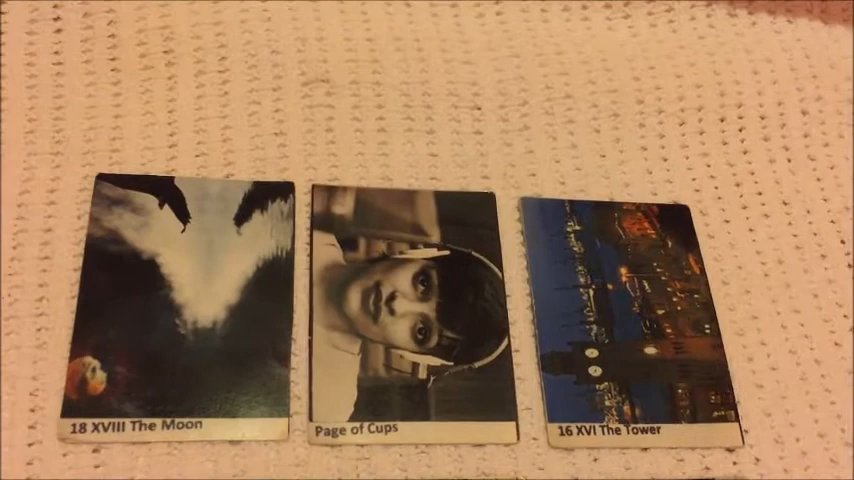 18 XVIII The Moon
Page of Cups
16 XVI The Tower